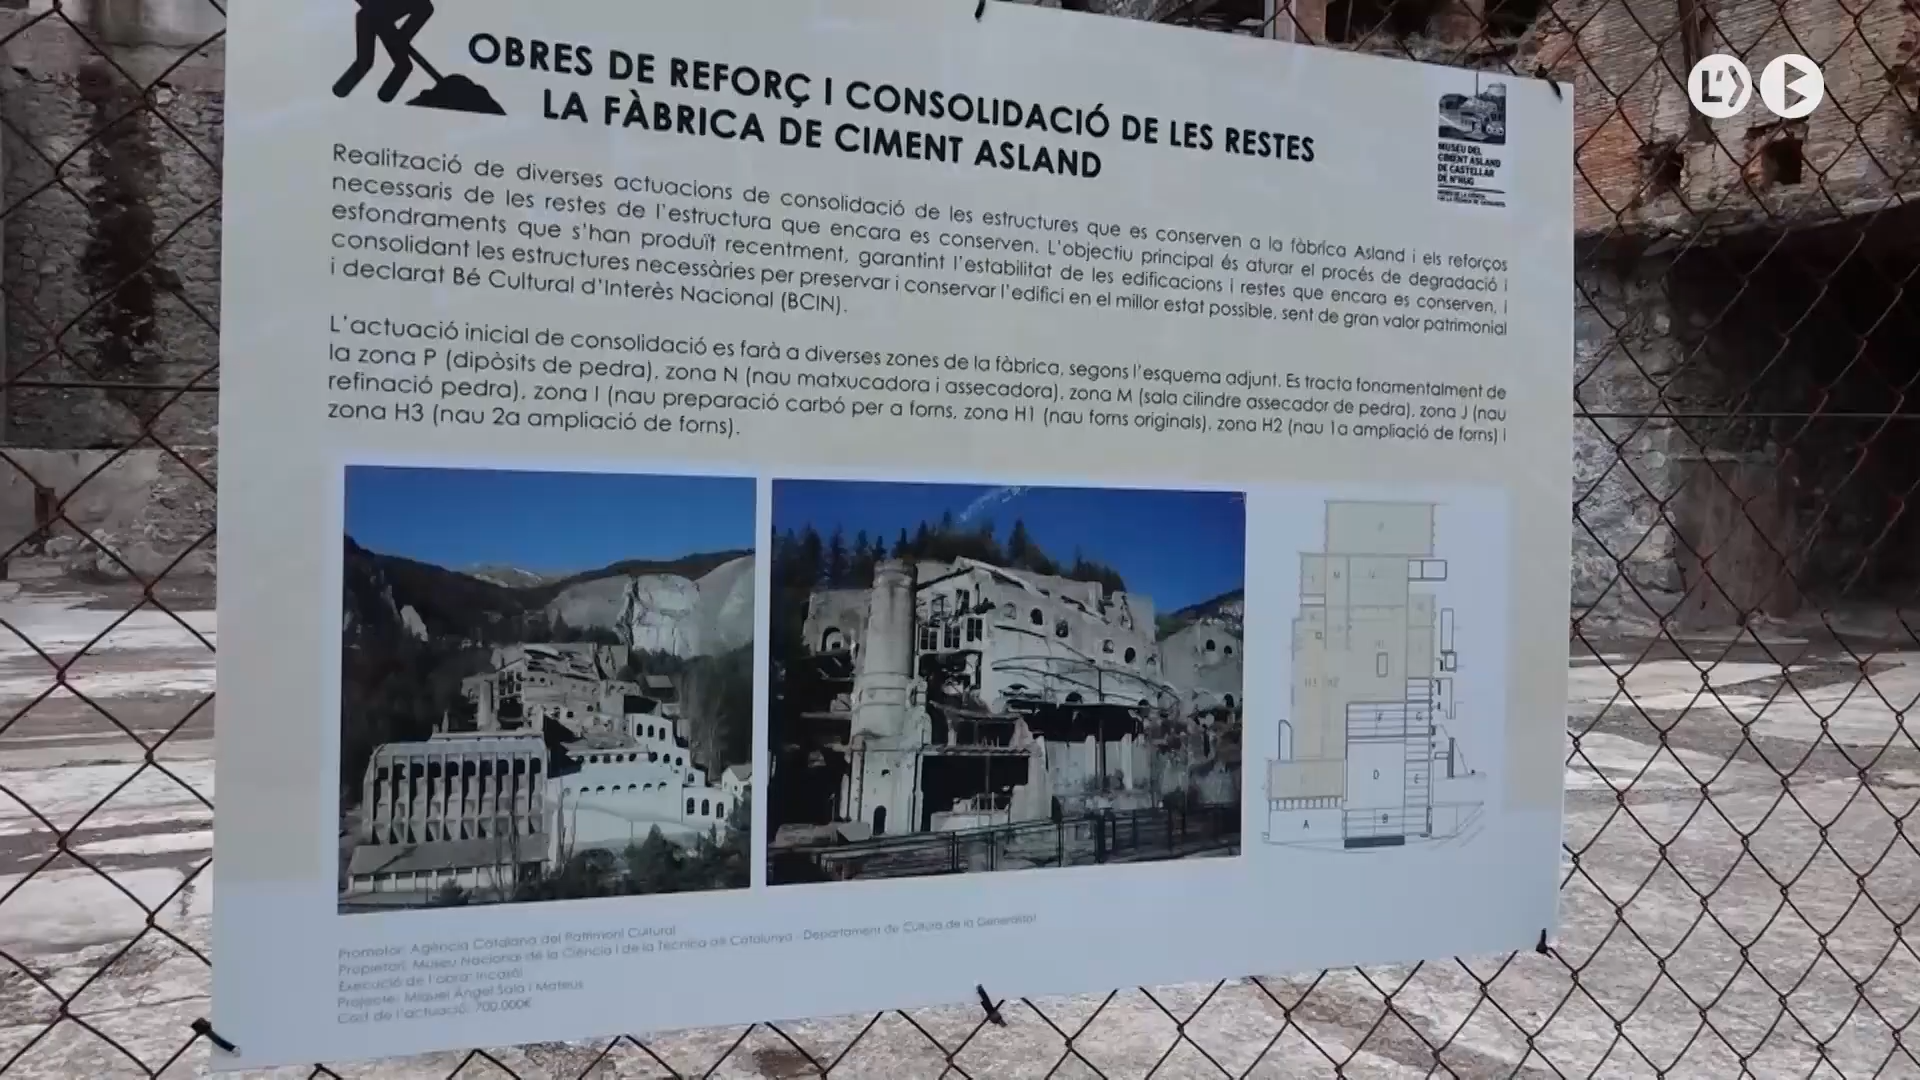 OBRES DE REFORÇ I CONSOLIDACIÓ DE LES RESTES
LA FÀBRICA DE CIMENT ASLAND
MUSEU DEL
CIMENT ASLAND
DE CASTELLAR
DE N'HUG
Realització de diverses actuacions de consolidació de les estructures que es conserven a la fàbrica Asland i els reforços
necessaris de les restes de l'estructura que encara es conserven. L'objectiu principal és aturar el procés de degradació i
esfondraments que s'han produït recentment, garantint l'estabilitat de les edificacions i restes que encara es conserven, i
consolidant les estructures necessàries per preservar i conservar l'edifici en el millor estat possible, sent de gran valor patrimonial
i declarat Bé Cultural d'Interès Nacional (BCIN).
L'actuació inicial de consolidació es farà a diverses zones de la fàbrica, segons l'esquema adjunt. Es tracta fonamentalment de
la zona P (dipòsits de pedra), zona N (nau matxucadora i assecadora), zona M (sala cilindre assecador de pedra), zona J (nau
refinació pedra), zona I (nau preparació carbó per a forns, zona H1 (nau forns originals), zona H2 (nau 1a ampliació de forns) i
zona H3 (nau 2a ampliació de forns).
M
F G
D E
A B
Promotor: Agència Catalana del Patrimoni Cultural
Propietari: Museu Nacional de la Ciència i de la Tècnica de Catalunya - Departament de Cultura de la Generalitat
Execució de l'obra: Incasòl
Projecte: Miquel Àngel Sala i Mateus
Cost de l'actuació: 700.000€